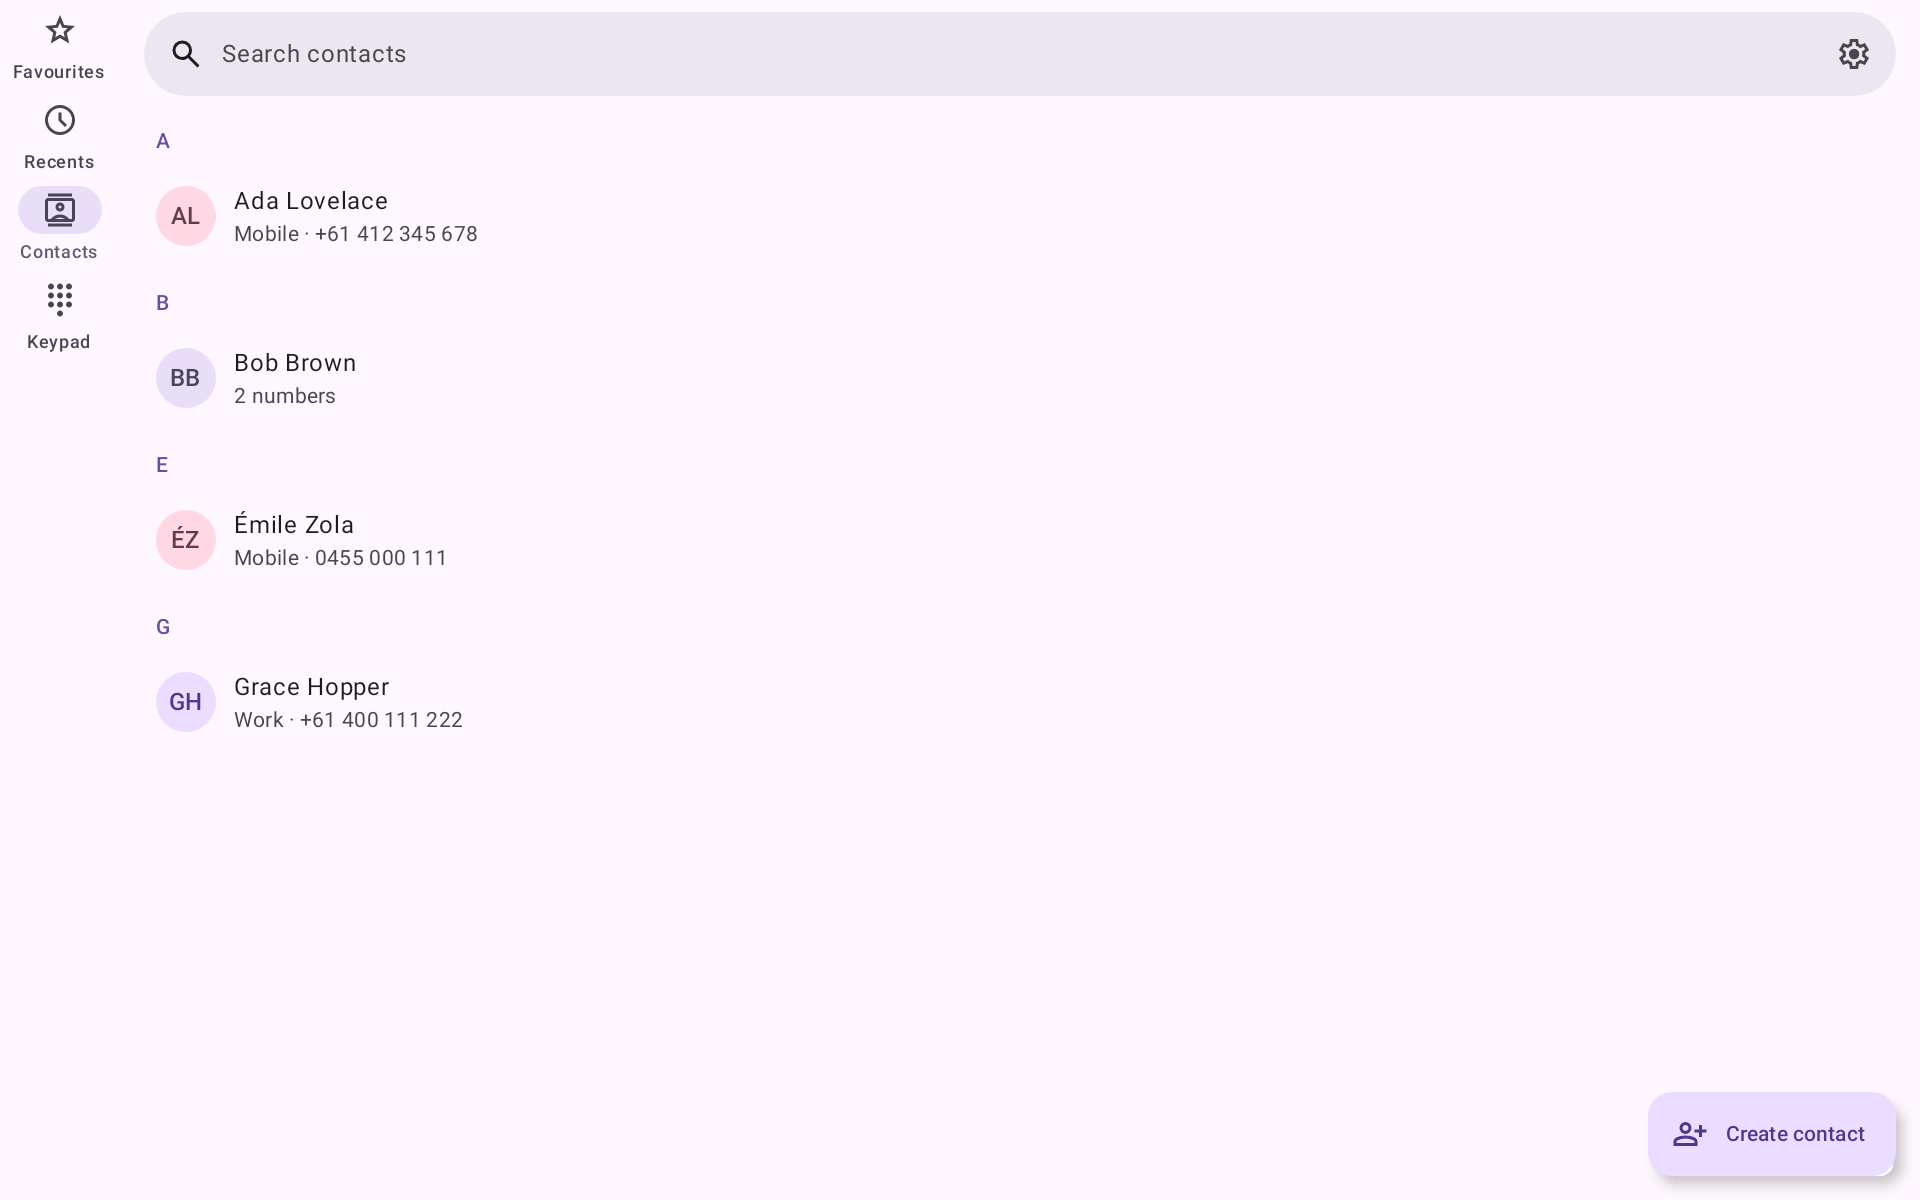 Favourites
Recents
Contacts
Keypad
Search contacts
A
AL
Ada Lovelace
Mobile · +61 412 345 678
B
BB
Bob Brown
2 numbers
E
ÉZ
Émile Zola
Mobile · 0455 000 111
G
GH
Grace Hopper
Work · +61 400 111 222
Create contact